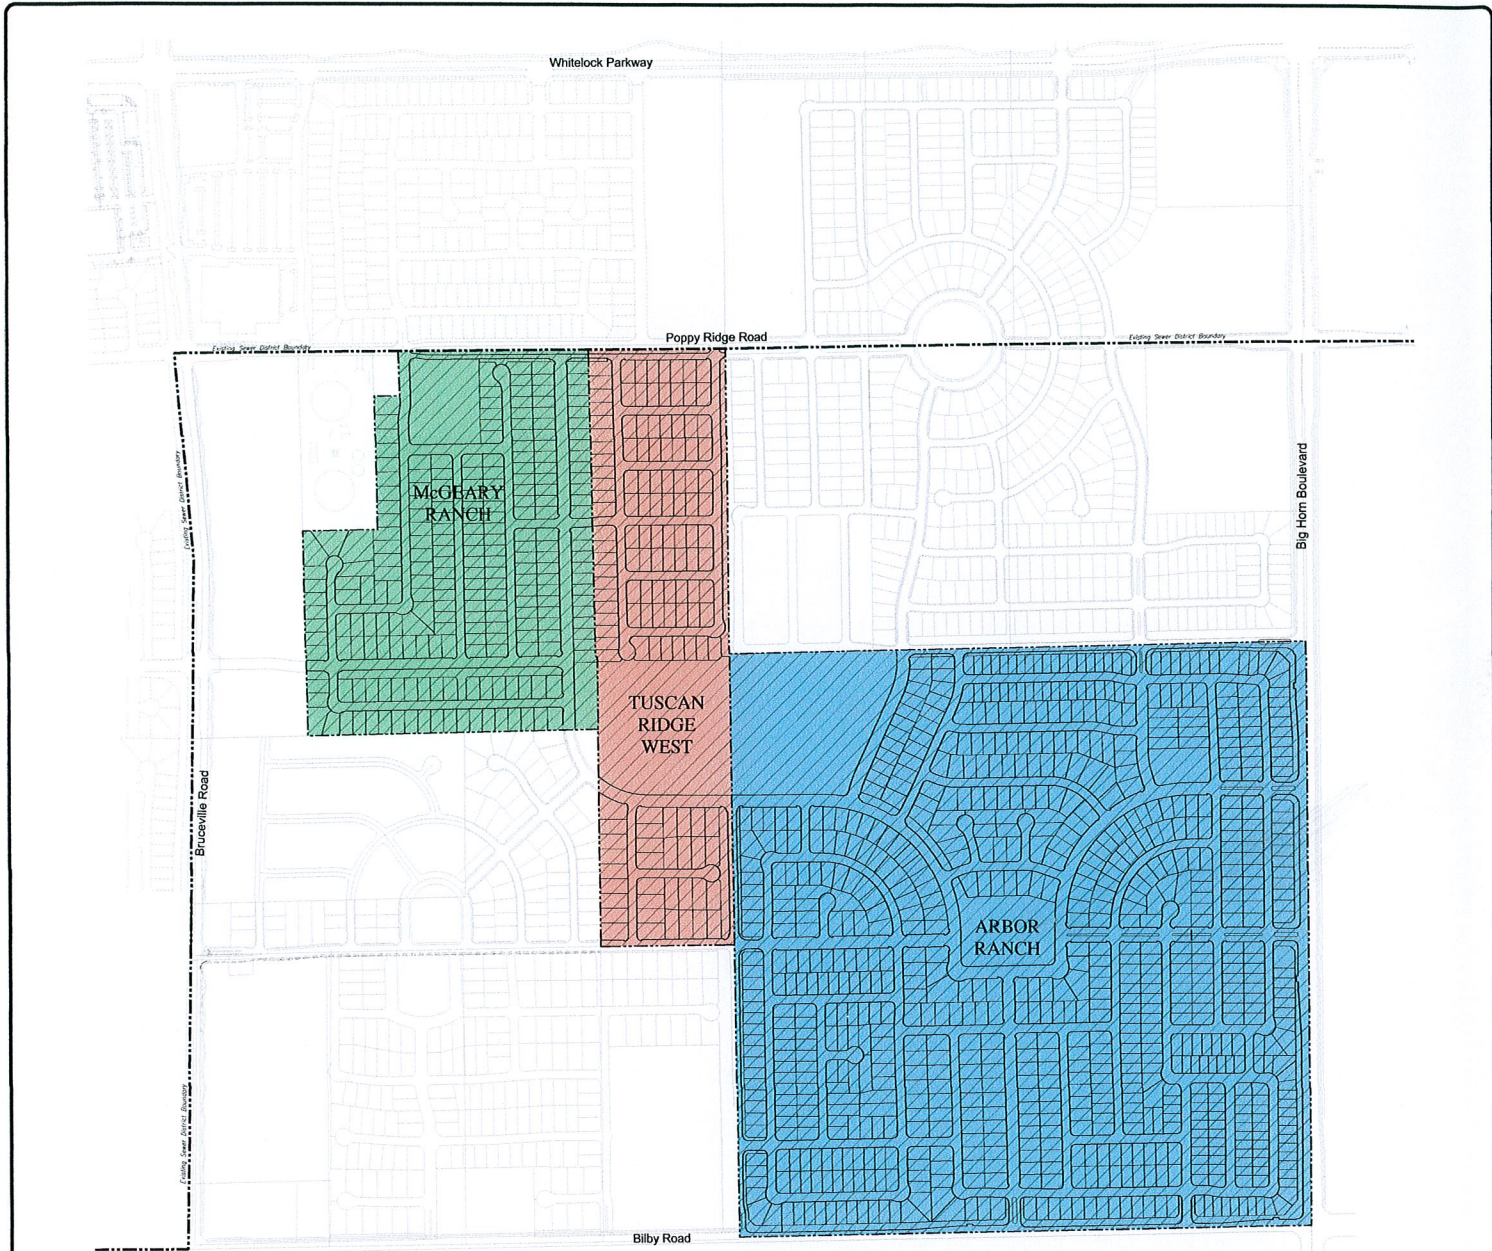 Whitelock Parkway
Poppy Ridge Road
Existing Sewer District Boundary
Existing Sewer District Boundary
Existing Sewer District Boundary
Big Horn Boulevard
McGEARY
RANCH
TUSCAN
RIDGE
WEST
Bruceville Road
ARBOR
RANCH
Existing Sewer District Boundary
Bilby Road